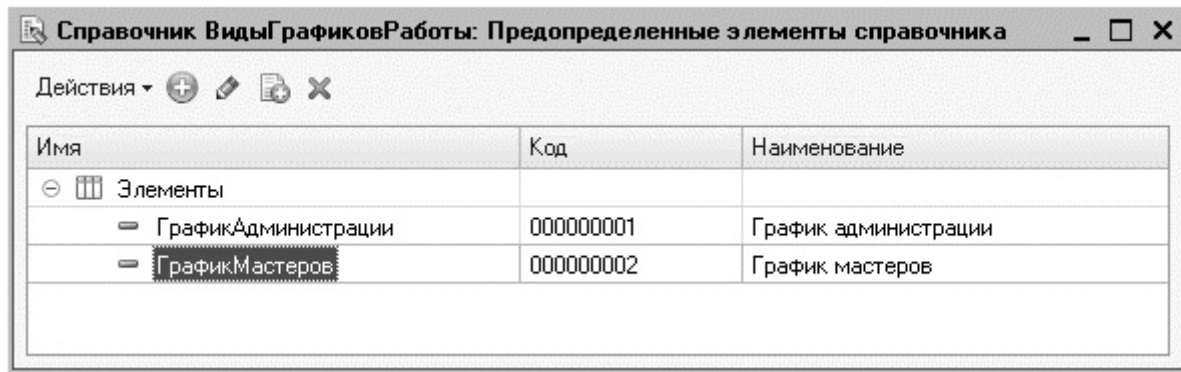 Справочник ВидыГрафиковРаботы: Предопределенные элементы справочника
Действия
Имя Код Наименование
Элементы
ГрафикАдминистрации 000000001 График администрации
ГрафикМастеров 000000002 График мастеров